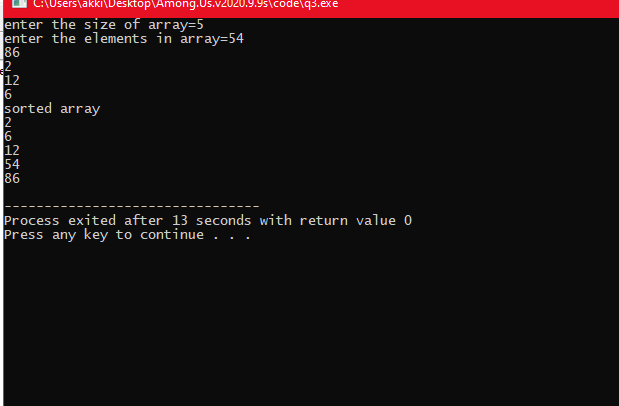 C:\Users\akki\Desktop\Among.Us.v2020.9.9s\code\q3.exe
enter the size of array=5
enter the elements in array=54
86
2
12
6
sorted array
2
6
12
54
86
--------------------------------
Process exited after 13 seconds with return value 0
Press any key to continue . . .